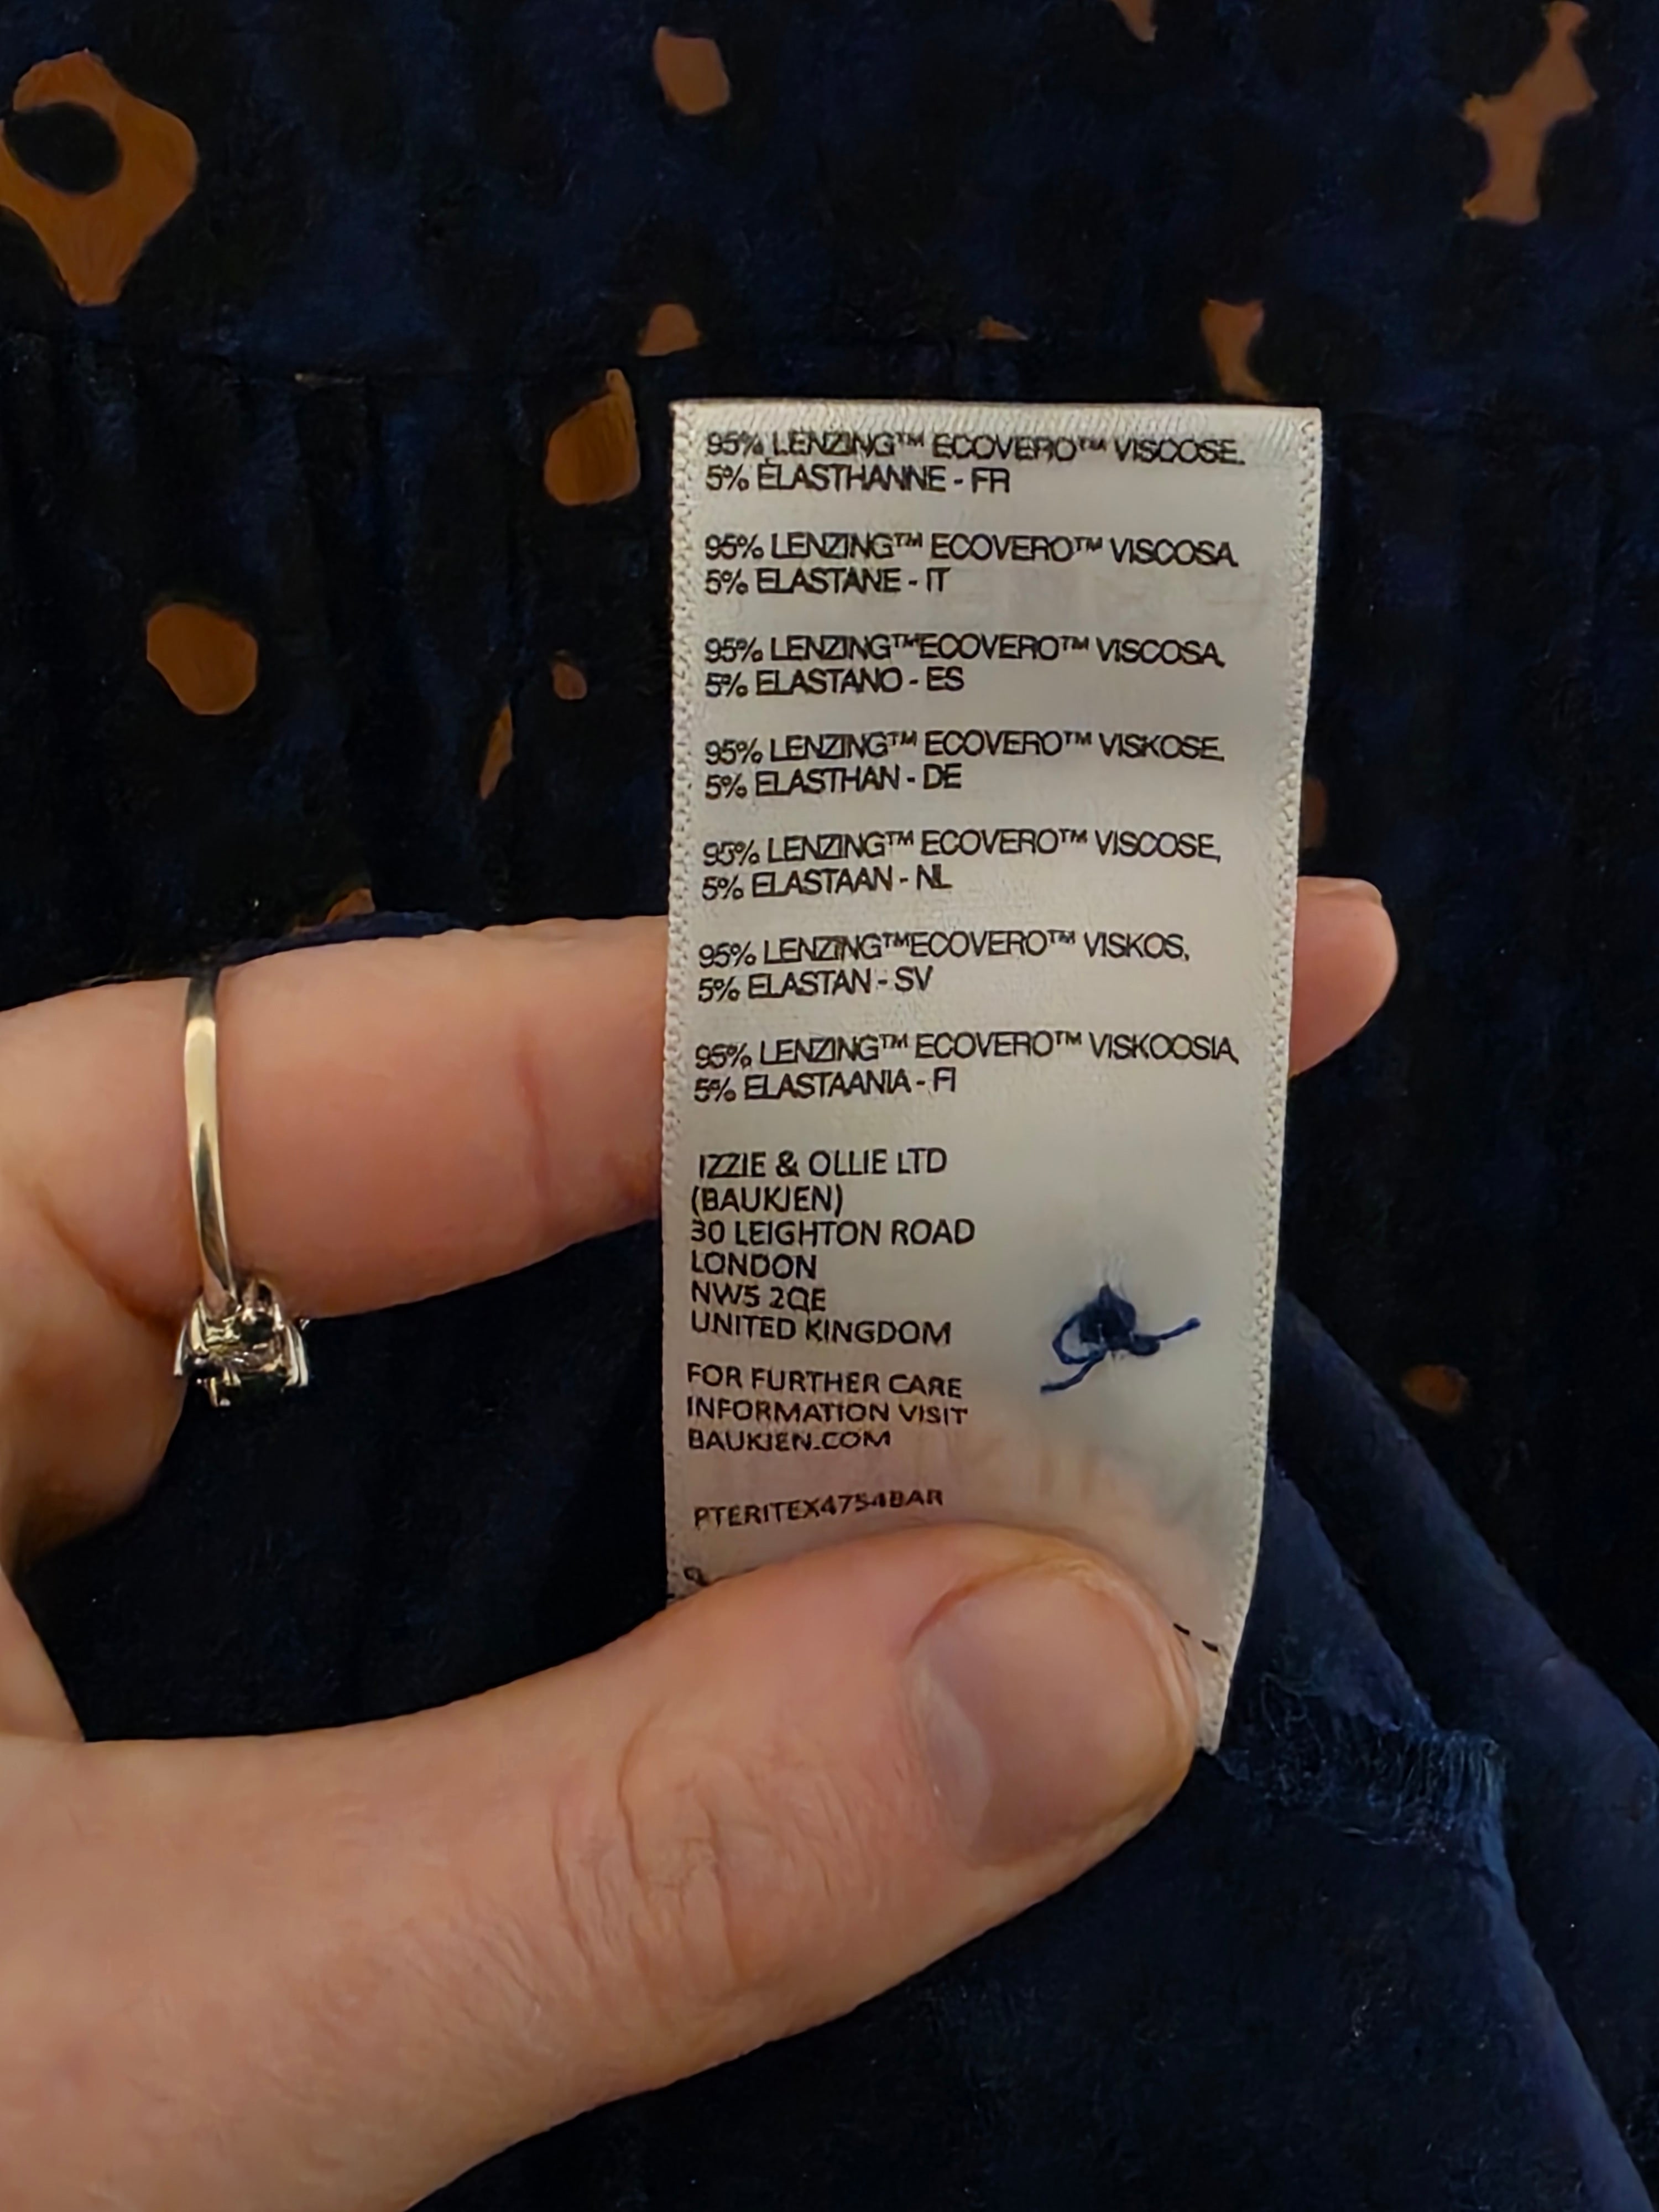 95% LENZING™ ECOVERO™ VISCOSE.
5% ÉLASTHANNE - FR
95% LENZING™ ECOVERO™ VISCOSA
5% ELASTANE - IT
95% LENZING™ECOVERO™ VISCOSA,
5% ELASTANO - ES
95% LENZING™ ECOVERO™ VISKOSE,
5% ELASTHAN - DE
95% LENZING™ ECOVERO™ VISCOSE,
5% ELASTAAN - NL
95% LENZING™ECOVERO™ VISKOS,
5% ELASTAN - SV
95% LENZING™ ECOVERO™ VISKOOSIA,
5% ELASTAANIA - FI
IZZIE & OLLIE LTD
(BAUKJEN)
30 LEIGHTON ROAD
LONDON
NW5 2QE
UNITED KINGDOM
FOR FURTHER CARE
INFORMATION VISIT
BAUKJEN.COM
PTERITEX4754BAR